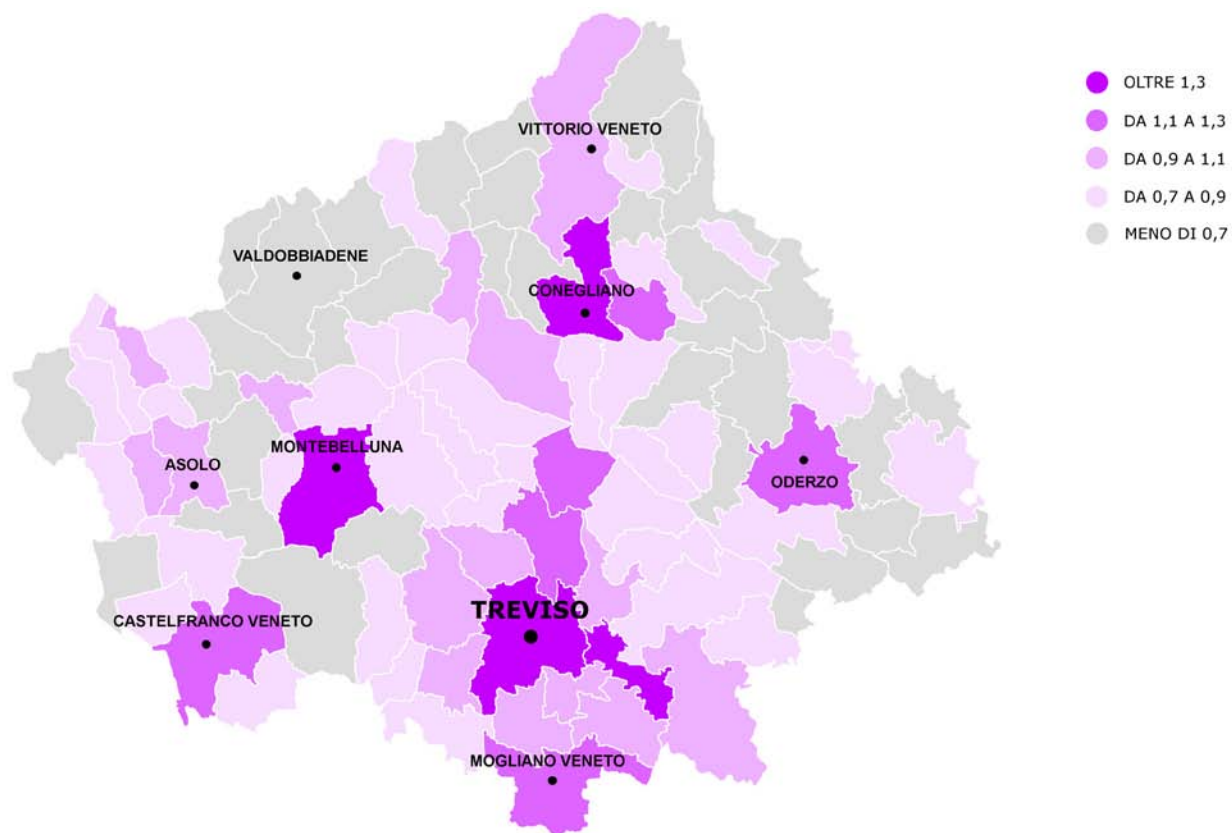 OLTRE 1,3
DA 1,1 A 1,3
DA 0,9 A 1,1
DA 0,7 A 0,9
MENO DI 0,7
VITTORIO VENETO
VALDOBBIADENE
CONEGLIANO
MONTEBELLUNA
ASOLO
ODERZO
TREVISO
CASTELFRANCO VENETO
MOGLIANO VENETO